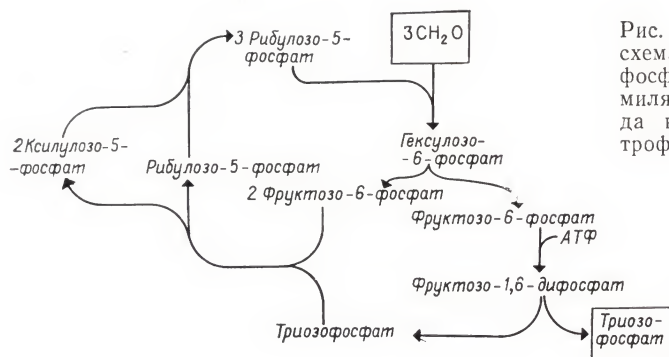 3 Рибулозо-5-
фосфат
3CH₂O
2 Ксилулозо-5-
-фосфат
Рибулозо-5-фосфат
Гексулозо-
-6-фосфат
2 Фруктозо-6-фосфат
Фруктозо-6-фосфат
АТФ
Фруктозо-1,6-дифосфат
Триозофосфат
Триозо-
фосфат
Рис.
схем
фосф
миля
да к
троф